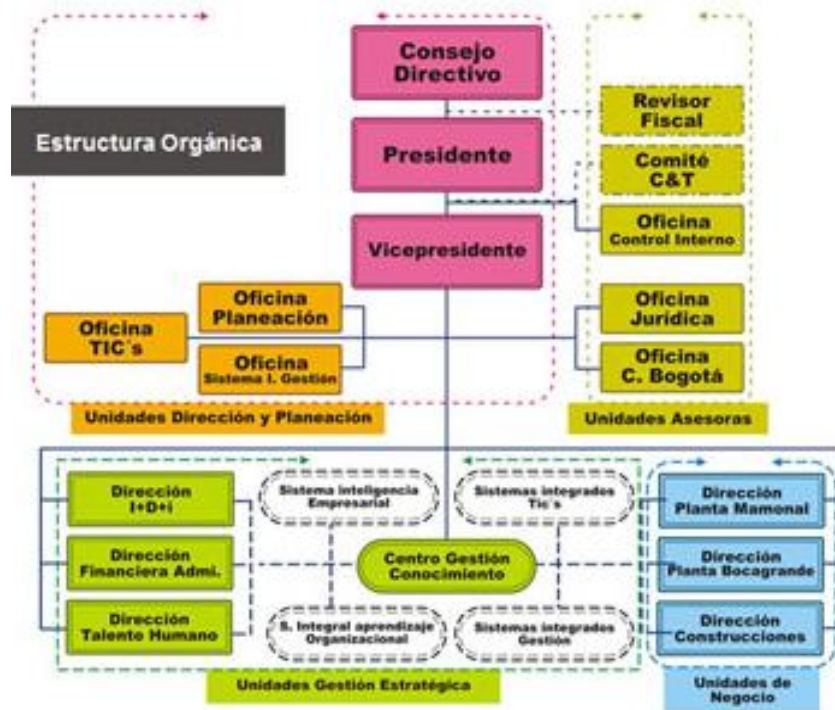 Consejo
Directivo
Revisor
Fiscal
Estructura Orgánica
Presidente
Comité
C&T
Oficina
Control Interno
Vicepresidente
Oficina
Planeación
Oficina
Jurídica
Oficina
TIC´s
Oficina
Sistema I. Gestión
Oficina
C. Bogotá
Unidades Dirección y Planeación
Unidades Asesoras
Dirección
I+D+i
Sistema inteligencia
Empresarial
Sistemas integrados
Tic´s
Dirección
Planta Mamonal
Dirección
Financiera Admi.
Centro Gestión
Conocimiento
Dirección
Planta Bocagrande
Dirección
Talento Humano
S. Integral aprendizaje
Organizacional
Sistemas integrados
Gestión
Dirección
Construcciones
Unidades Gestión Estratégica
Unidades de
Negocio